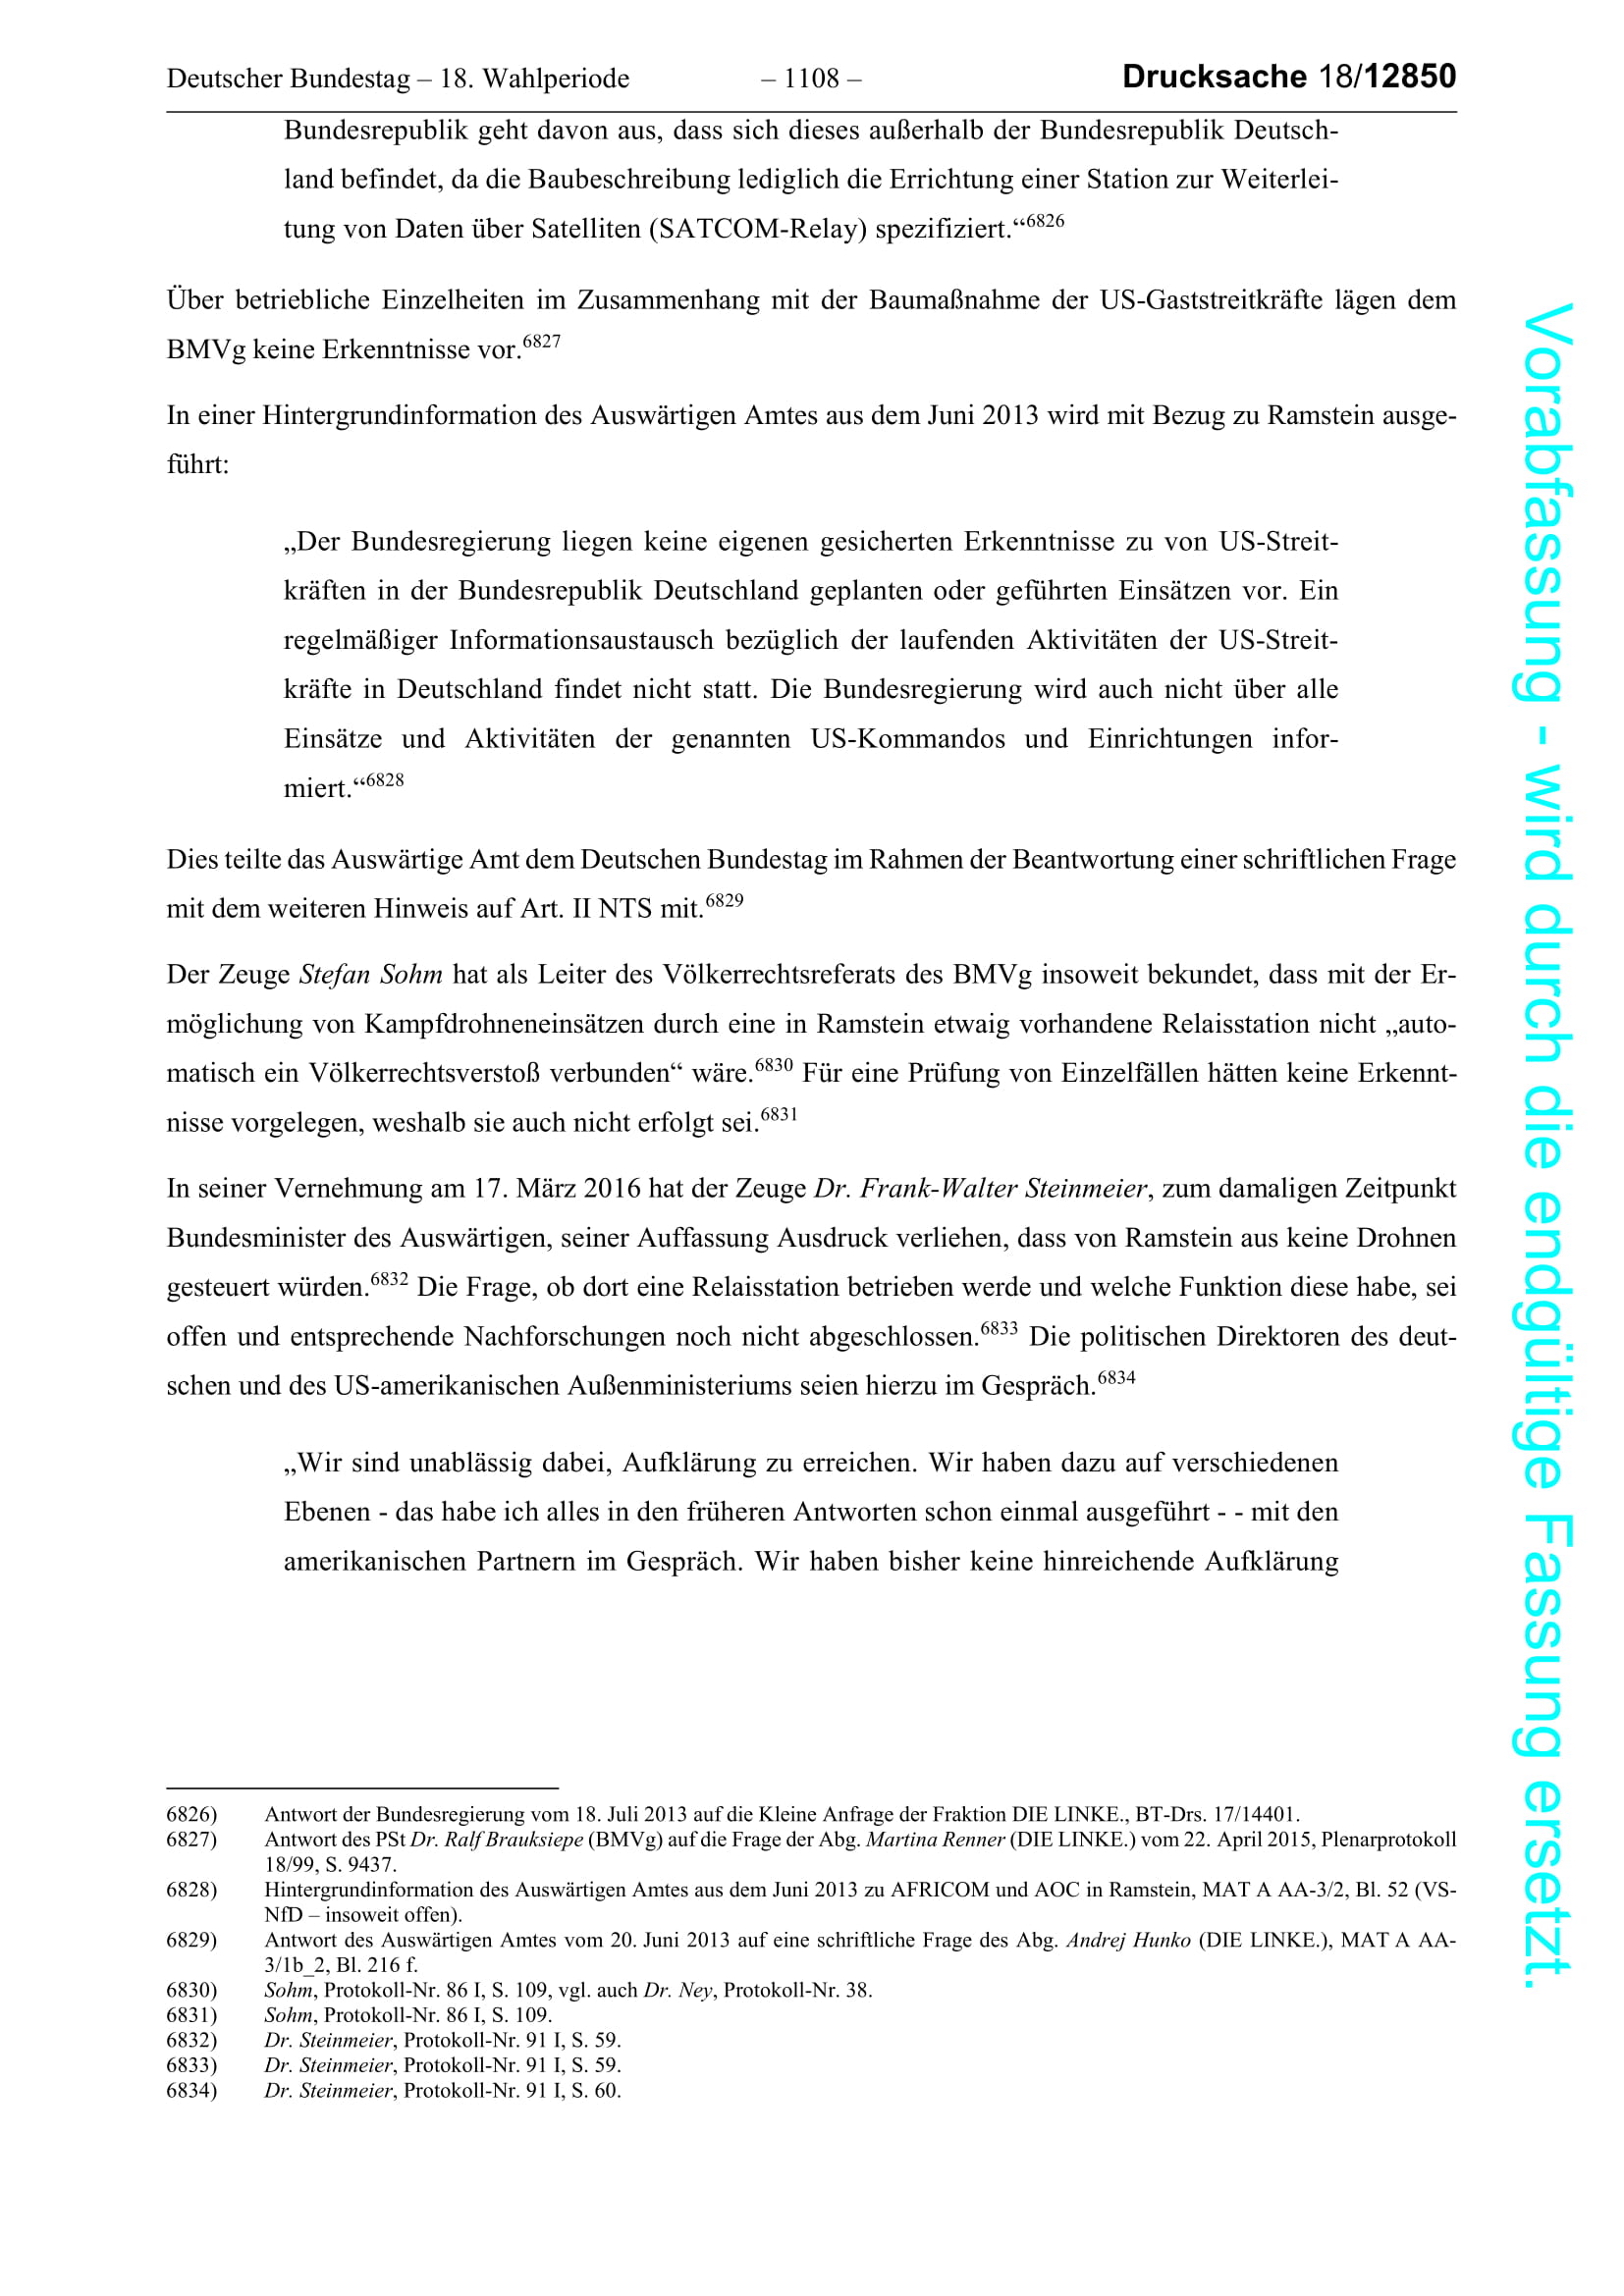 Deutscher Bundestag – 18. Wahlperiode – 1108 – Drucksache 18/12850
Bundesrepublik geht davon aus, dass sich dieses außerhalb der Bundesrepublik Deutsch-
land befindet, da die Baubeschreibung lediglich die Errichtung einer Station zur Weiterlei-
tung von Daten über Satelliten (SATCOM-Relay) spezifiziert.“6826
Über betriebliche Einzelheiten im Zusammenhang mit der Baumaßnahme der US-Gaststreitkräfte lägen dem
BMVg keine Erkenntnisse vor.6827
In einer Hintergrundinformation des Auswärtigen Amtes aus dem Juni 2013 wird mit Bezug zu Ramstein ausge-
führt:
„Der Bundesregierung liegen keine eigenen gesicherten Erkenntnisse zu von US-Streit-
kräften in der Bundesrepublik Deutschland geplanten oder geführten Einsätzen vor. Ein
regelmäßiger Informationsaustausch bezüglich der laufenden Aktivitäten der US-Streit-
kräfte in Deutschland findet nicht statt. Die Bundesregierung wird auch nicht über alle
Einsätze und Aktivitäten der genannten US-Kommandos und Einrichtungen infor-
miert.“6828
Dies teilte das Auswärtige Amt dem Deutschen Bundestag im Rahmen der Beantwortung einer schriftlichen Frage
mit dem weiteren Hinweis auf Art. II NTS mit.6829
Der Zeuge Stefan Sohm hat als Leiter des Völkerrechtsreferats des BMVg insoweit bekundet, dass mit der Er-
möglichung von Kampfdrohneneinsätzen durch eine in Ramstein etwaig vorhandene Relaisstation nicht „auto-
matisch ein Völkerrechtsverstoß verbunden“ wäre.6830 Für eine Prüfung von Einzelfällen hätten keine Erkennt-
nisse vorgelegen, weshalb sie auch nicht erfolgt sei.6831
In seiner Vernehmung am 17. März 2016 hat der Zeuge Dr. Frank-Walter Steinmeier, zum damaligen Zeitpunkt
Bundesminister des Auswärtigen, seiner Auffassung Ausdruck verliehen, dass von Ramstein aus keine Drohnen
gesteuert würden.6832 Die Frage, ob dort eine Relaisstation betrieben werde und welche Funktion diese habe, sei
offen und entsprechende Nachforschungen noch nicht abgeschlossen.6833 Die politischen Direktoren des deut-
schen und des US-amerikanischen Außenministeriums seien hierzu im Gespräch.6834
„Wir sind unablässig dabei, Aufklärung zu erreichen. Wir haben dazu auf verschiedenen
Ebenen - das habe ich alles in den früheren Antworten schon einmal ausgeführt - - mit den
amerikanischen Partnern im Gespräch. Wir haben bisher keine hinreichende Aufklärung
6826) Antwort der Bundesregierung vom 18. Juli 2013 auf die Kleine Anfrage der Fraktion DIE LINKE., BT-Drs. 17/14401.
6827) Antwort des PSt Dr. Ralf Brauksiepe (BMVg) auf die Frage der Abg. Martina Renner (DIE LINKE.) vom 22. April 2015, Plenarprotokoll
18/99, S. 9437.
6828) Hintergrundinformation des Auswärtigen Amtes aus dem Juni 2013 zu AFRICOM und AOC in Ramstein, MAT A AA-3/2, Bl. 52 (VS-
NfD – insoweit offen).
6829) Antwort des Auswärtigen Amtes vom 20. Juni 2013 auf eine schriftliche Frage des Abg. Andrej Hunko (DIE LINKE.), MAT A AA-
3/1b_2, Bl. 216 f.
6830) Sohm, Protokoll-Nr. 86 I, S. 109, vgl. auch Dr. Ney, Protokoll-Nr. 38.
6831) Sohm, Protokoll-Nr. 86 I, S. 109.
6832) Dr. Steinmeier, Protokoll-Nr. 91 I, S. 59.
6833) Dr. Steinmeier, Protokoll-Nr. 91 I, S. 59.
6834) Dr. Steinmeier, Protokoll-Nr. 91 I, S. 60.
Vorabfassung - wird durch die endgültige Fassung ersetzt.